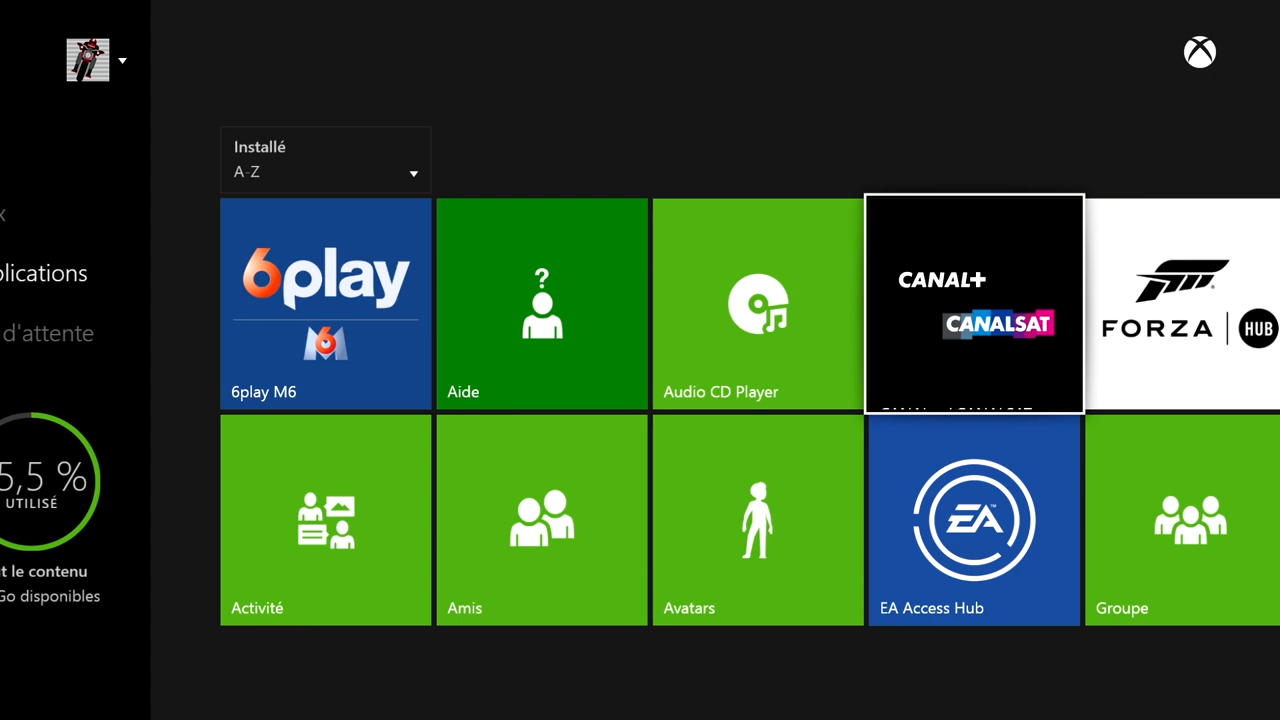 x
plications
d'attente
5,5 %
UTILISÉ
t le contenu
Go disponibles
Installé
A-Z
6play
M6
6play M6
?
Aide
Audio CD Player
CANAL+
CANALSAT
FORZA
HUB
Activité
Amis
Avatars
EA
EA Access Hub
Groupe